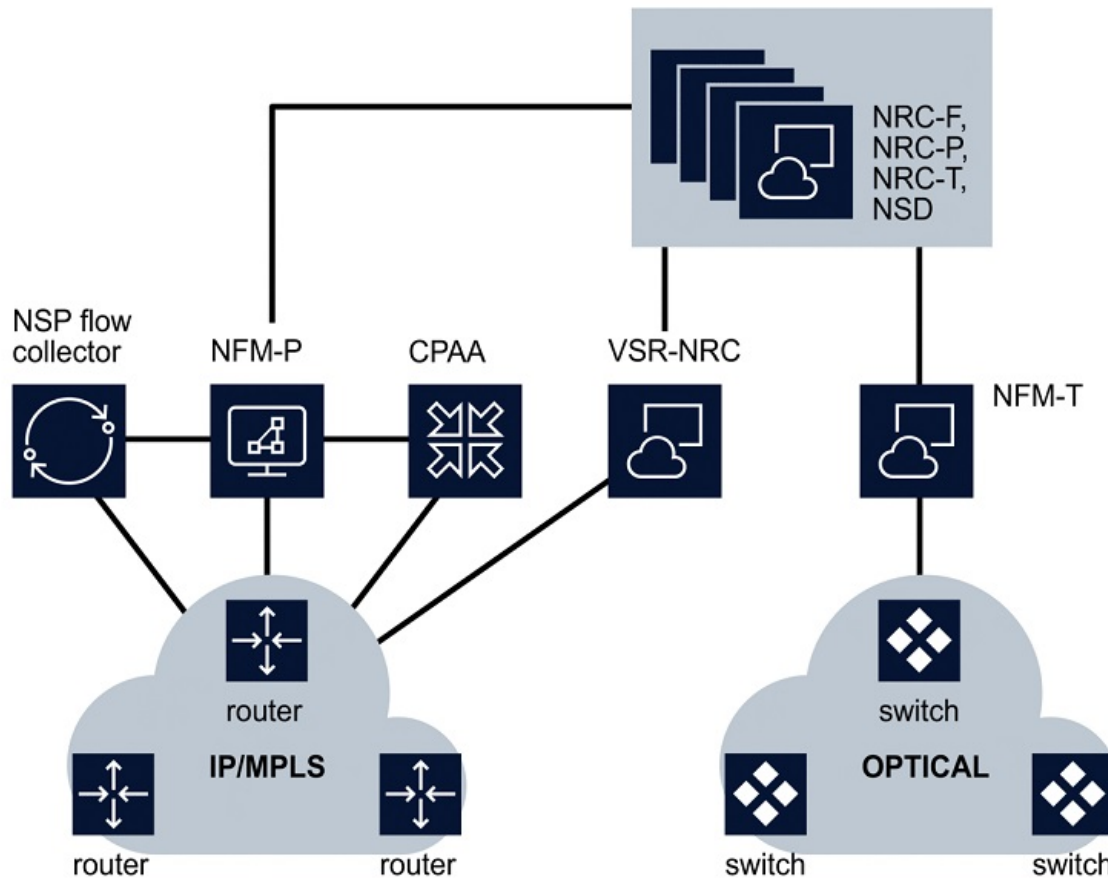 NRC-F,
NRC-P,
NRC-T,
NSD
NSP flow
collector
NFM-P
CPAA
VSR-NRC
NFM-T
router
switch
IP/MPLS
OPTICAL
router
router
switch
switch